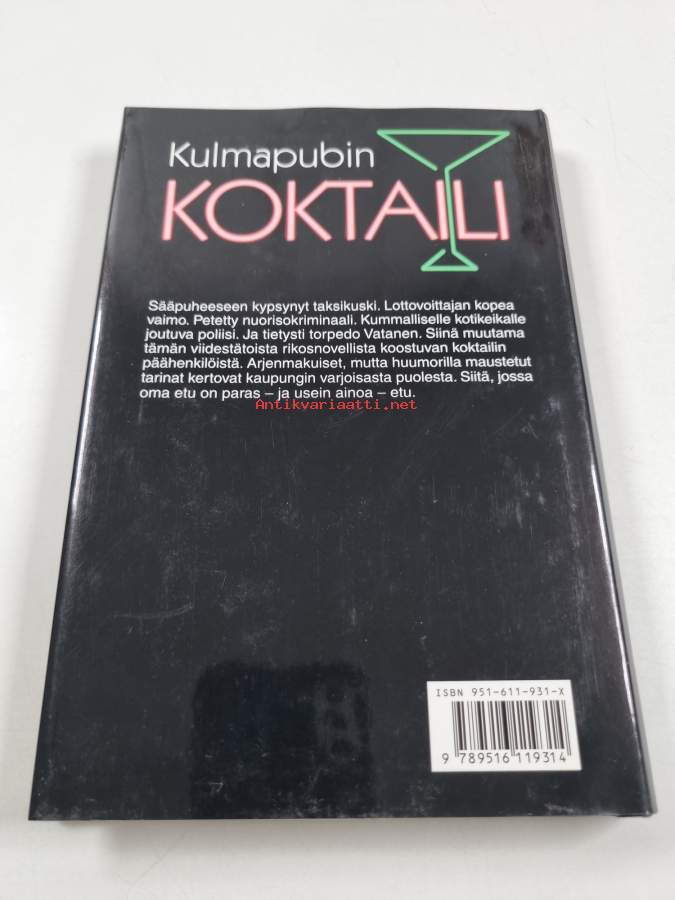 Kulmapubin
KOKTAILI
Sääpuheeseen kypsynyt taksikuski. Lottovoittajan kopea
vaimo. Petetty nuorisokriminaali. Kummalliselle kotikeikalle
joutuva poliisi. Ja tietysti torpedo Vatanen. Siinä muutama
tämän viidestätoista rikosnovellista koostuvan koktailin
päähenkilöistä. Arjenmakuiset, mutta huumorilla maustetut
tarinat kertovat kaupungin varjoisasta puolesta. Siitä, jossa
oma etu on paras – ja usein ainoa – etu.
Antikvariaatti.net
ISBN 951-611-931-X
9 789516 119314